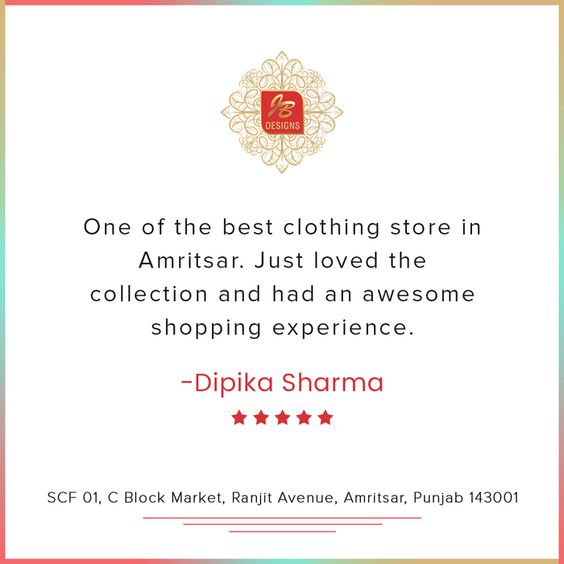 JB
DESIGNS
One of the best clothing store in
Amritsar. Just loved the
collection and had an awesome
shopping experience.
-Dipika Sharma
SCF 01, C Block Market, Ranjit Avenue, Amritsar, Punjab 143001